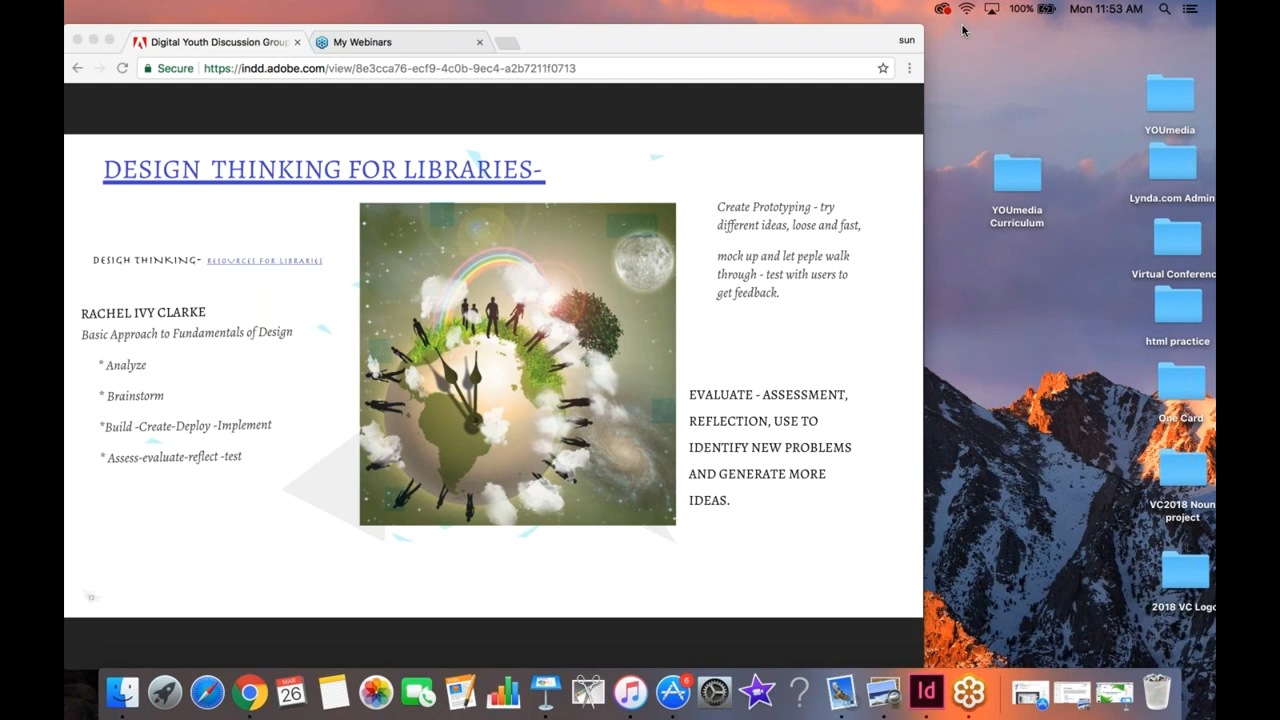 100%
Mon 11:53 AM
Digital Youth Discussion Group
My Webinars
sun
Secure
https://indd.adobe.com/view/8e3cca76-ecf9-4c0b-9ec4-a2b7211f0713
DESIGN THINKING FOR LIBRARIES-
DESIGN THINKING- RESOURCES FOR LIBRARIES
RACHEL IVY CLARKE
Basic Approach to Fundamentals of Design
* Analyze
* Brainstorm
*Build -Create-Deploy -Implement
* Assess-evaluate-reflect -test
Create Prototyping - try
different ideas, loose and fast,
mock up and let peple walk
through - test with users to
get feedback.
EVALUATE - ASSESSMENT,
REFLECTION, USE TO
IDENTIFY NEW PROBLEMS
AND GENERATE MORE
IDEAS.
13
YOUmedia
YOUmedia
Curriculum
Lynda.com Admin
Virtual Conferenc
html practice
One Card
VC2018 Noun
project
2018 VC Logo
MAR
26
6
Id